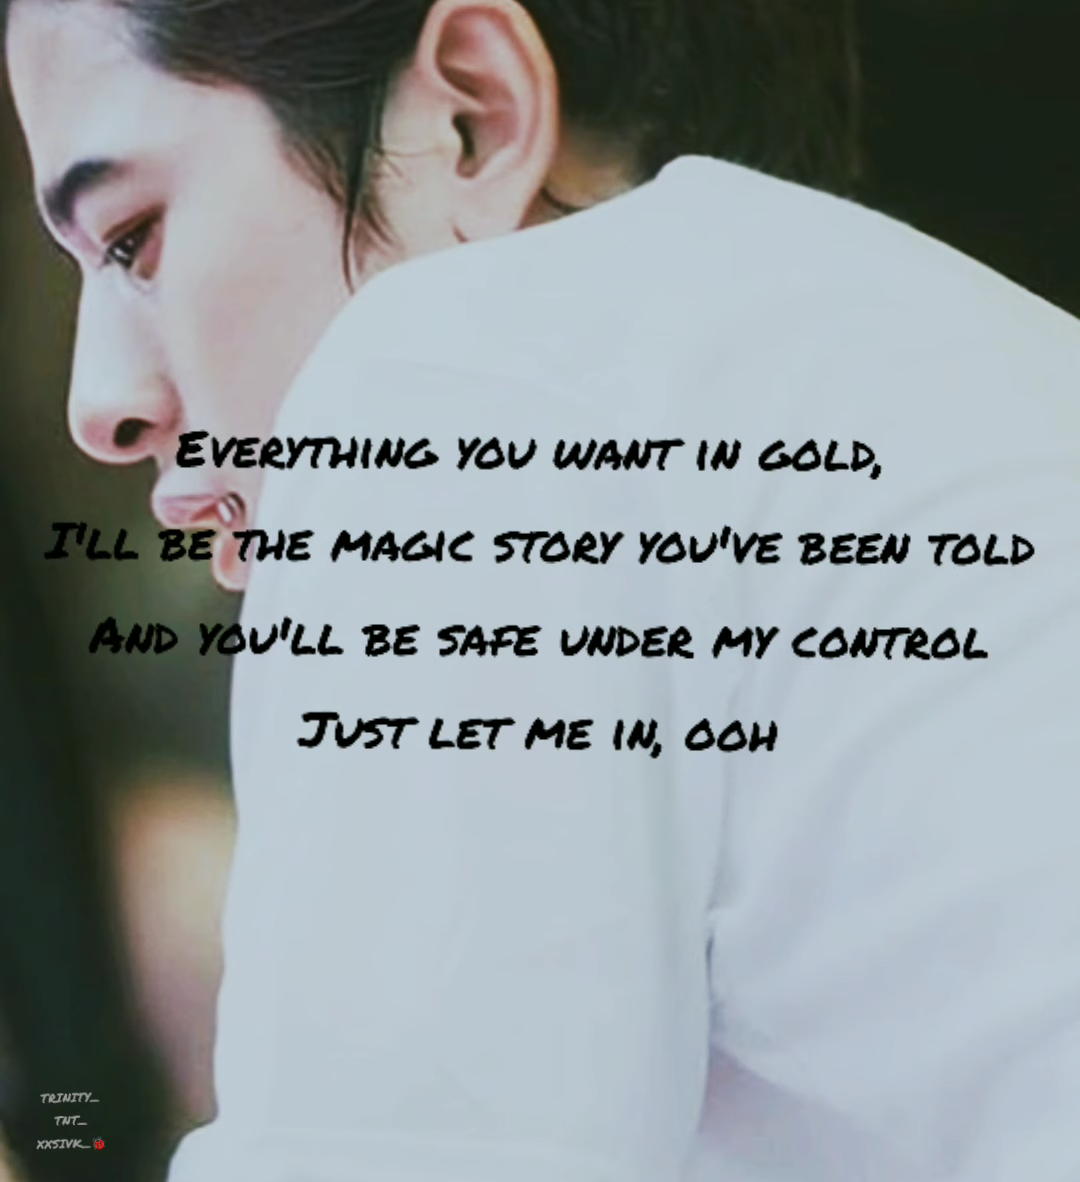 Everything you want in gold,
I'll be the magic story you've been told
And you'll be safe under my control
Just let me in, ooh
TRINITY_
TNT_
XXSIVK_🐞